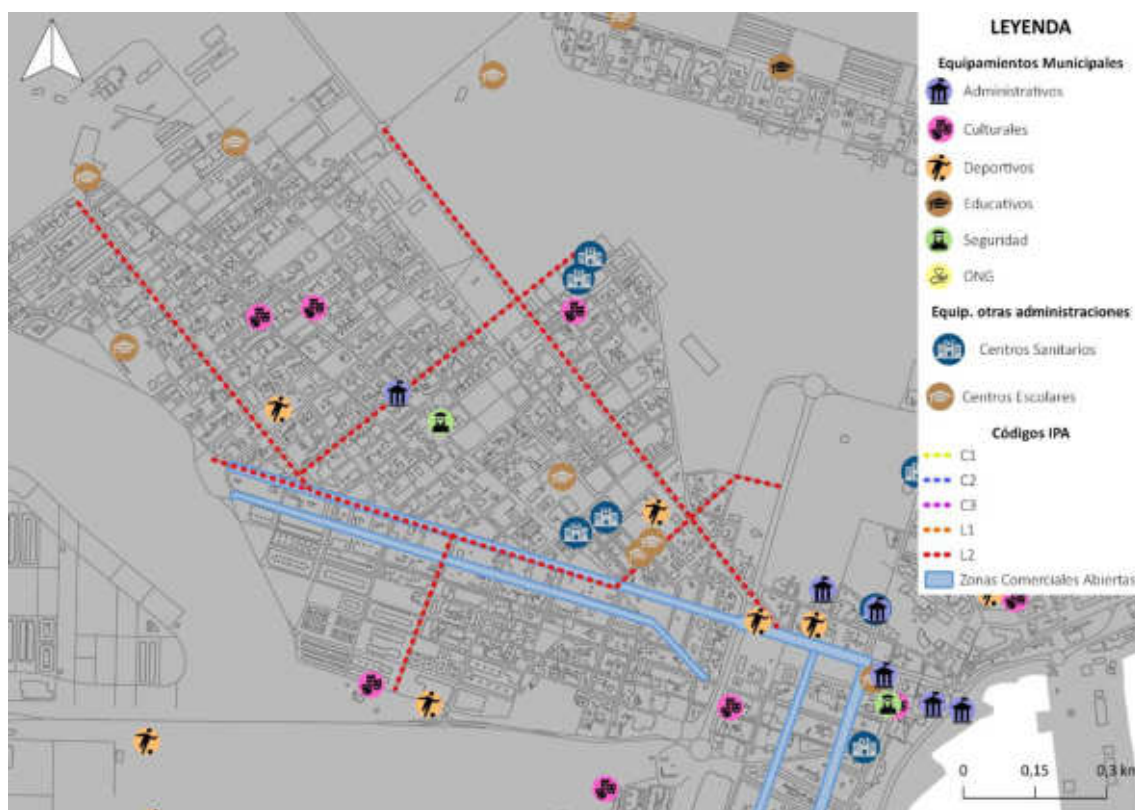 LEYENDA
Equipamientos Municipales
Administrativos
Culturales
Deportivos
Educativos
Seguridad
ONG
Equip. otras administraciones
Centros Sanitarios
Centros Escolares
Códigos IPA
C1
C2
C3
L1
L2
Zonas Comerciales Abiertas
0 0,15 0,3 km